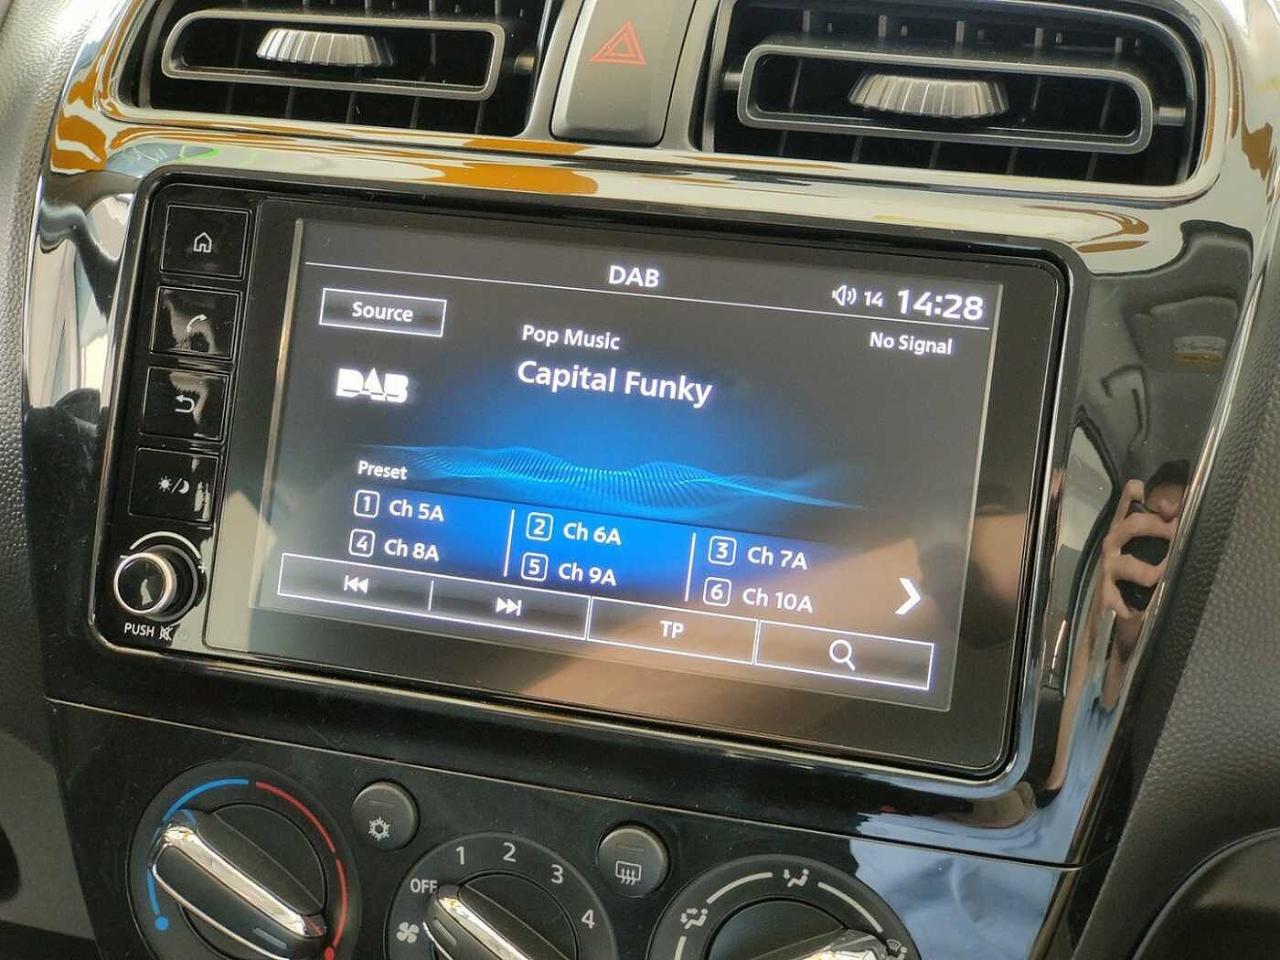 DAB
14 14:28
Source
Pop Music
No Signal
Capital Funky
DAB
Preset
1 Ch 5A
2 Ch 6A
3 Ch 7A
4 Ch 8A
5 Ch 9A
6 Ch 10A
TP
PUSH
OFF 1 2 3 4